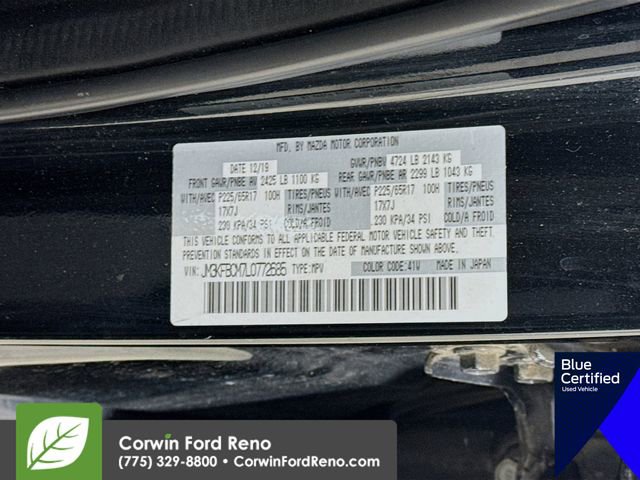 MFD. BY MAZDA MOTOR CORPORATION
DATE 12/19 GVWR/PNBV 4724 LB 2143 KG
FRONT GAWR/PNBE AV 2425 LB 1100 KG REAR GAWR/PNBE AR 2299 LB 1043 KG
WITH/AVEC P225/65R17 100H TIRES/PNEUS WITH/AVEC P225/65R17 100H TIRES/PNEUS
17X7J RIMS/JANTES 17X7J RIMS/JANTES
230 KPA/34 PSI COLD/A FROID 230 KPA/34 PSI COLD/A FROID
THIS VEHICLE CONFORMS TO ALL APPLICABLE FEDERAL MOTOR VEHICLE SAFETY, AND THEFT
PREVENTION STANDARDS IN EFFECT ON THE DATE OF MANUFACTURE SHOWN ABOVE.
VIN: JM3KFBCM7L0772535 TYPE:MPV COLOR CODE:41W
Blue
Certified
Used Vehicle
Corwin Ford Reno
(775) 329-8800 • CorwinFordReno.com